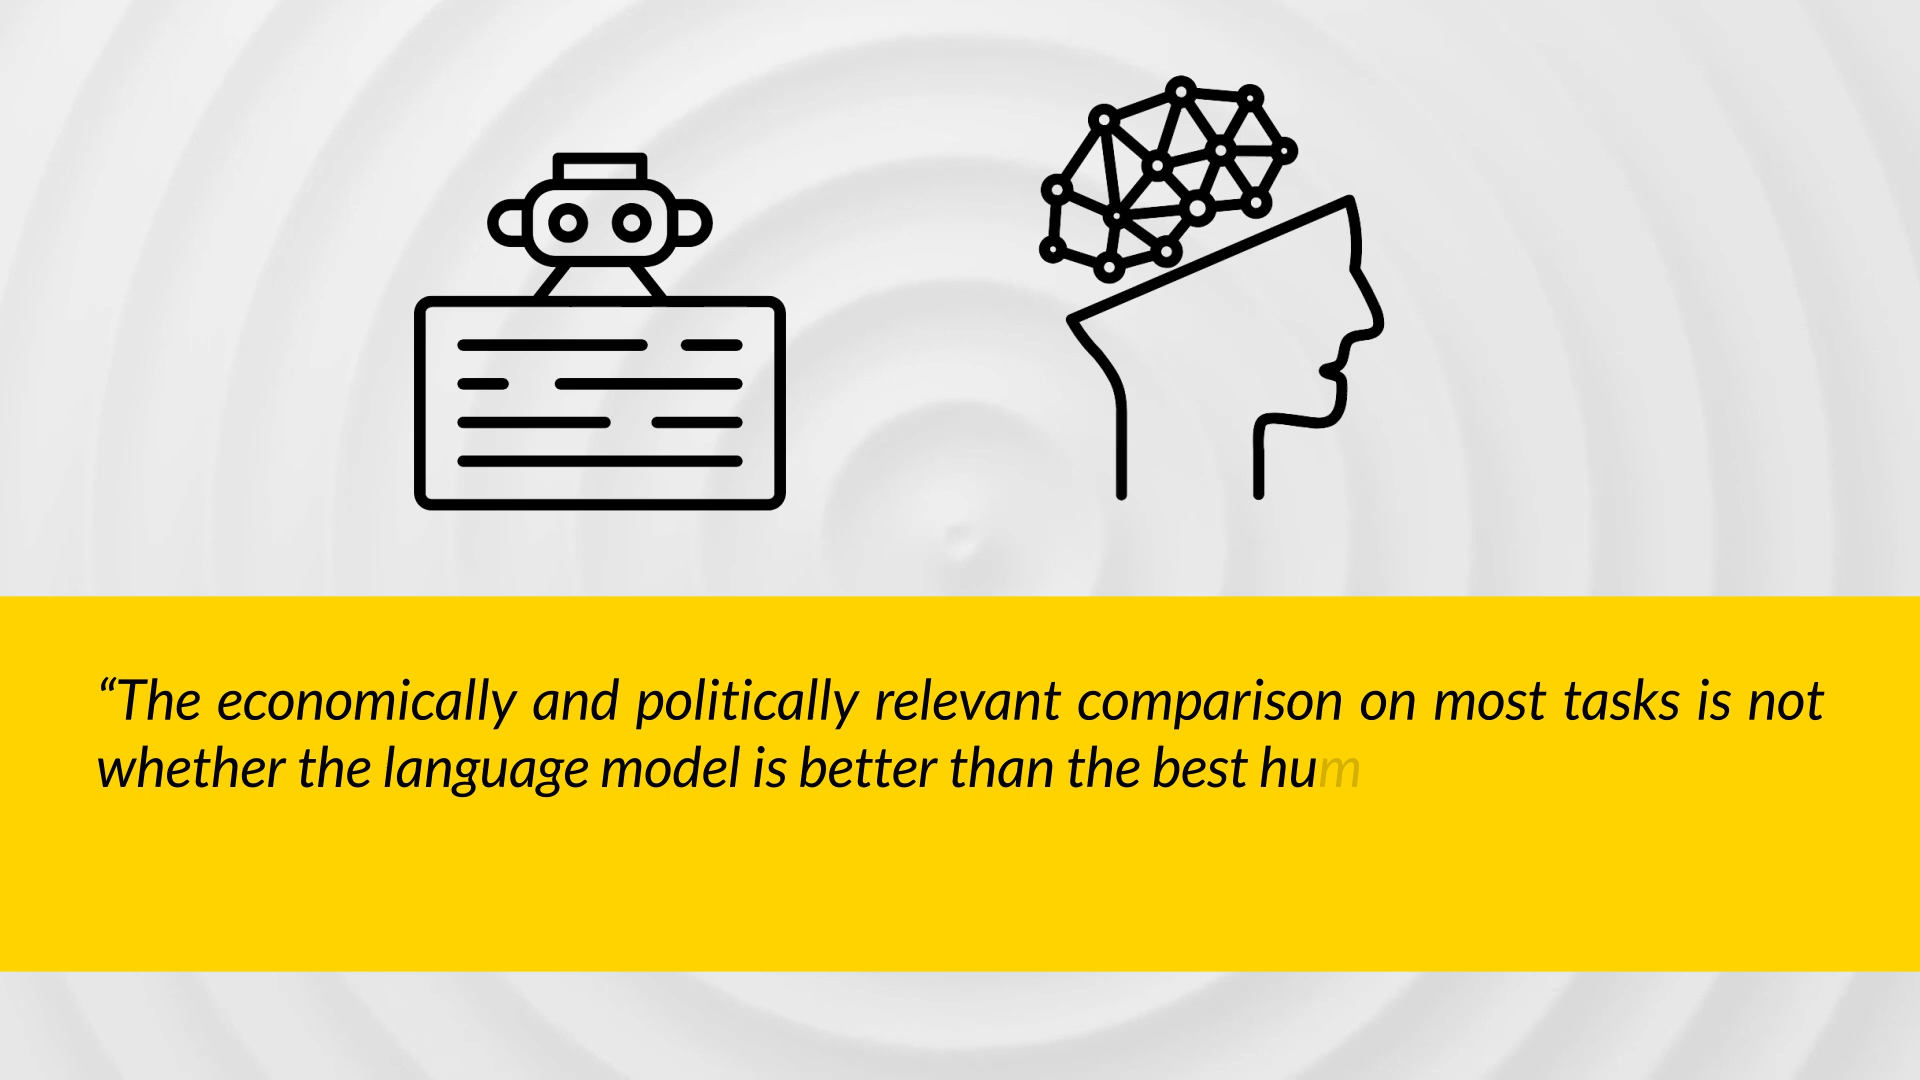 “The economically and politically relevant comparison on most tasks is not
whether the language model is better than the best hum